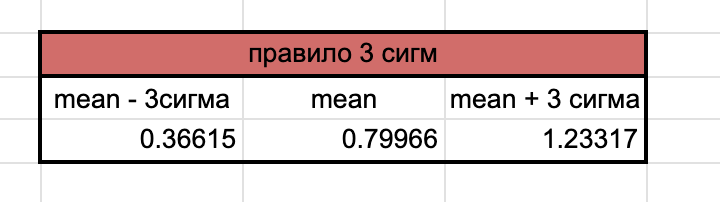 правило 3 сигм
mean - 3сигма mean mean + 3 сигма
0.36615 0.79966 1.23317